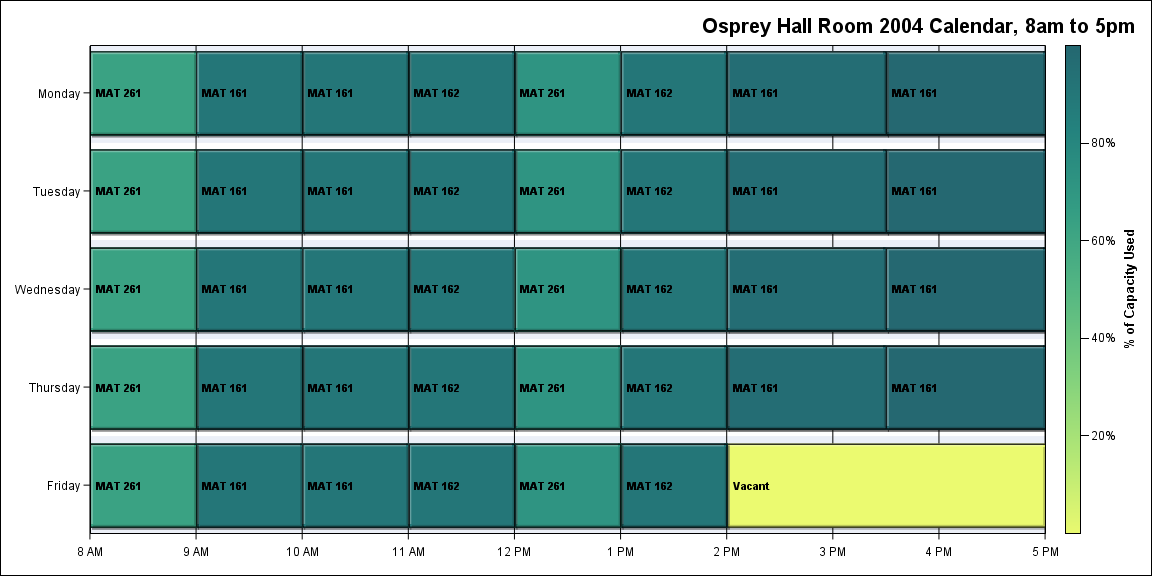 Osprey Hall Room 2004 Calendar, 8am to 5pm
Monday MAT 261 MAT 161 MAT 161 MAT 162 MAT 261 MAT 162 MAT 161 MAT 161
Tuesday MAT 261 MAT 161 MAT 161 MAT 162 MAT 261 MAT 162 MAT 161 MAT 161
Wednesday MAT 261 MAT 161 MAT 161 MAT 162 MAT 261 MAT 162 MAT 161 MAT 161
Thursday MAT 261 MAT 161 MAT 161 MAT 162 MAT 261 MAT 162 MAT 161 MAT 161
Friday MAT 261 MAT 161 MAT 161 MAT 162 MAT 261 MAT 162 Vacant
8 AM 9 AM 10 AM 11 AM 12 PM 1 PM 2 PM 3 PM 4 PM 5 PM
80%
60%
40%
20%
% of Capacity Used